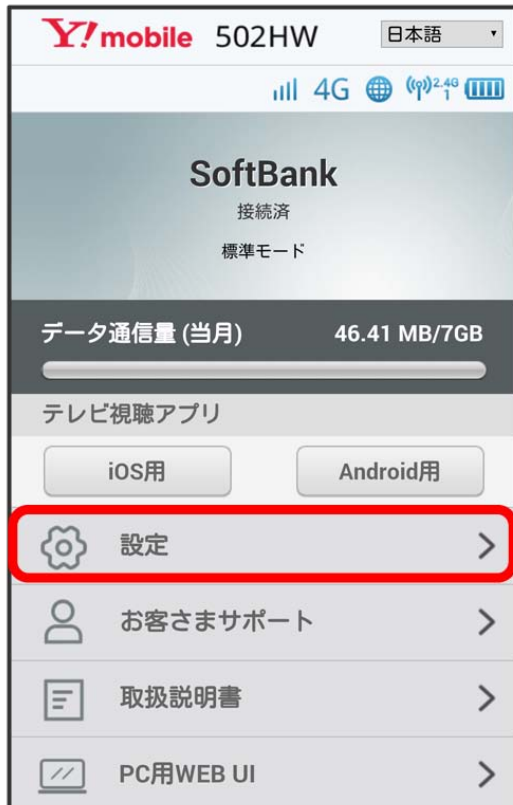 Y!mobile 502HW 日本語
4G 2.4G 1
SoftBank
接続済
標準モード
データ通信量 (当月) 46.41 MB/7GB
テレビ視聴アプリ
iOS用 Android用
設定
お客さまサポート
取扱説明書
PC用WEB UI